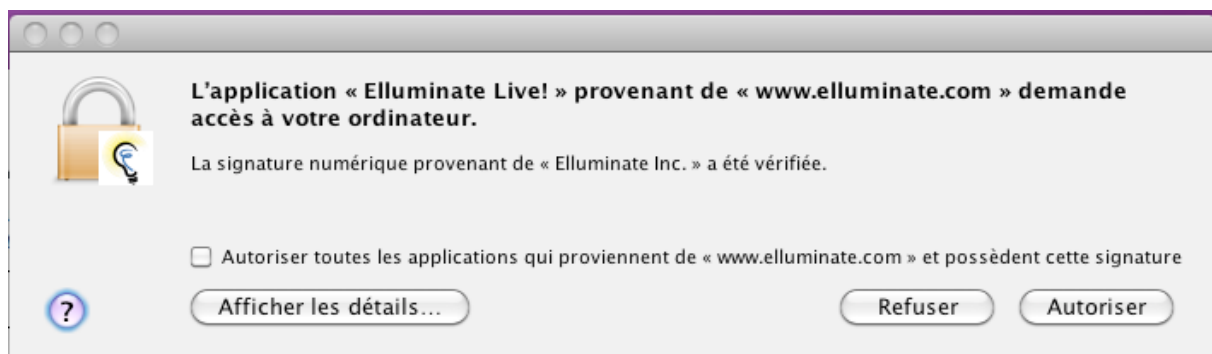 L'application « Elluminate Live! » provenant de « www.elluminate.com » demande
accès à votre ordinateur.
La signature numérique provenant de « Elluminate Inc. » a été vérifiée.
Autoriser toutes les applications qui proviennent de « www.elluminate.com » et possèdent cette signature
?
Afficher les détails...
Refuser
Autoriser